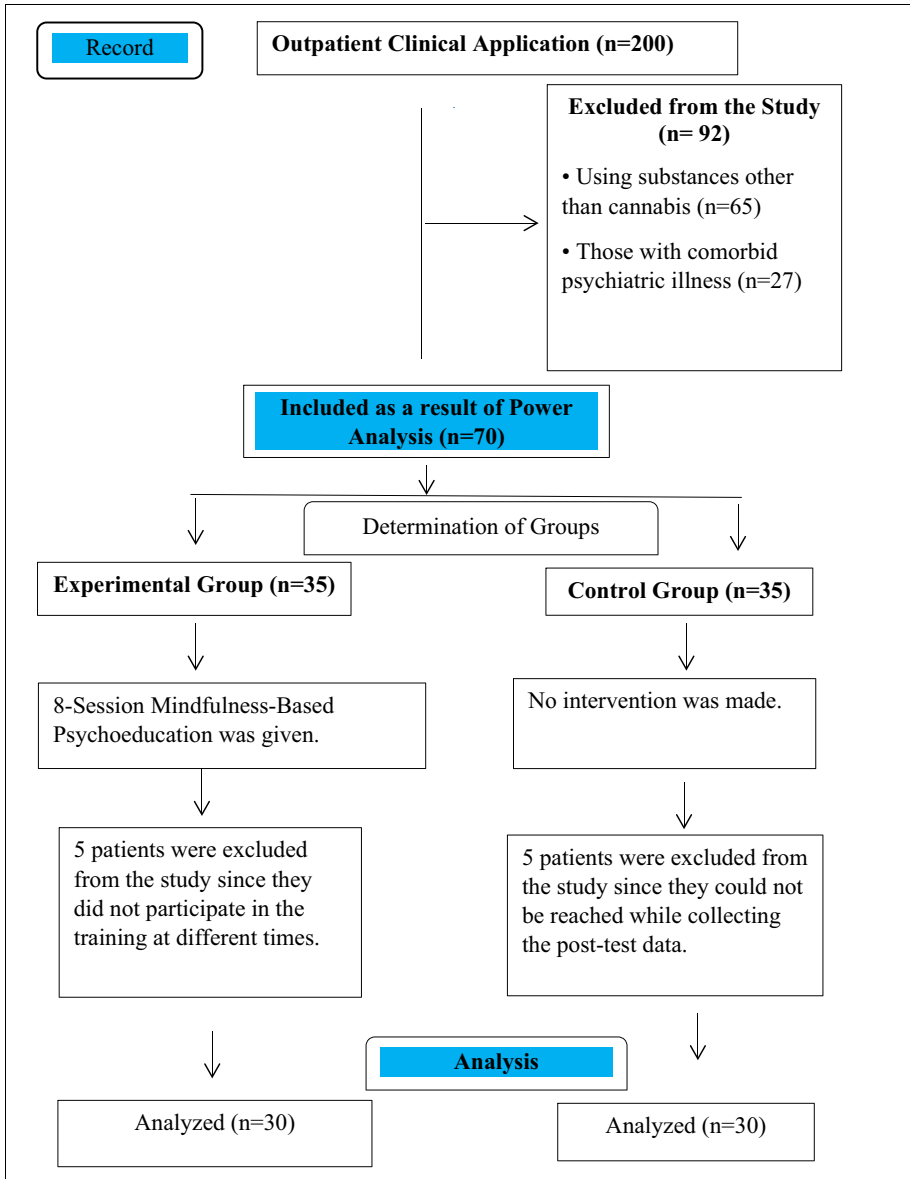 Record
Outpatient Clinical Application (n=200)
Excluded from the Study
(n= 92)
• Using substances other
than cannabis (n=65)
• Those with comorbid
psychiatric illness (n=27)
Included as a result of Power
Analysis (n=70)
Determination of Groups
Experimental Group (n=35)
Control Group (n=35)
8-Session Mindfulness-Based
Psychoeducation was given.
No intervention was made.
5 patients were excluded
from the study since they
did not participate in the
training at different times.
5 patients were excluded from
the study since they could not
be reached while collecting
the post-test data.
Analysis
Analyzed (n=30)
Analyzed (n=30)